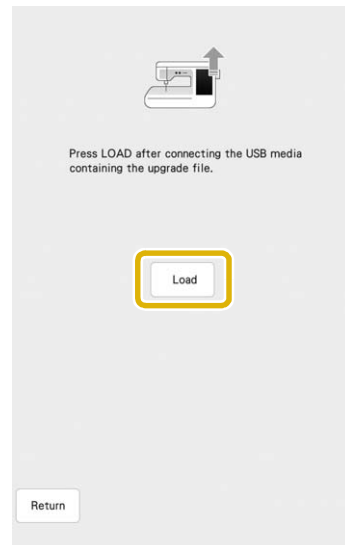 Press LOAD after connecting the USB media
containing the upgrade file.
Load
Return